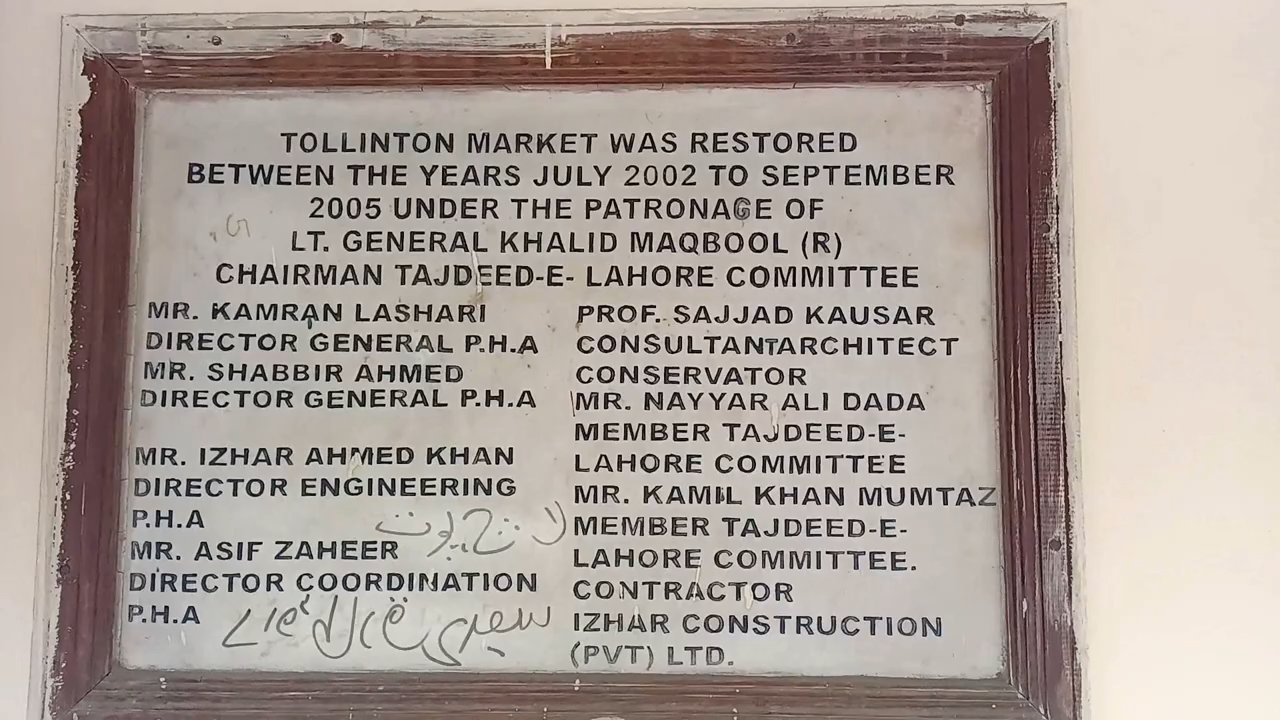 TOLLINTON MARKET WAS RESTORED
BETWEEN THE YEARS JULY 2002 TO SEPTEMBER
2005 UNDER THE PATRONAGE OF
LT. GENERAL KHALID MAQBOOL (R)
CHAIRMAN TAJDEED-E- LAHORE COMMITTEE
MR. KAMRAN LASHARI
DIRECTOR GENERAL P.H.A
MR. SHABBIR AHMED
DIRECTOR GENERAL P.H.A
MR. IZHAR AHMED KHAN
DIRECTOR ENGINEERING
P.H.A
MR. ASIF ZAHEER
DIRECTOR COORDINATION
P.H.A
PROF. SAJJAD KAUSAR
CONSULTANTARCHITECT
CONSERVATOR
MR. NAYYAR ALI DADA
MEMBER TAJDEED-E-
LAHORE COMMITTEE
MR. KAMIL KHAN MUMTAZ
MEMBER TAJDEED-E-
LAHORE COMMITTEE.
CONTRACTOR
IZHAR CONSTRUCTION
(PVT) LTD.